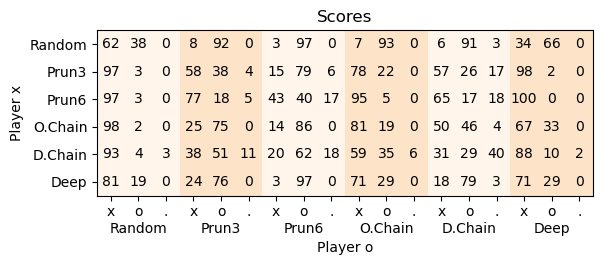 Scores
Random 62 38 0 8 92 0 3 97 0 7 93 0 6 91 3 34 66 0
Prun3 97 3 0 58 38 4 15 79 6 78 22 0 57 26 17 98 2 0
Prun6 97 3 0 77 18 5 43 40 17 95 5 0 65 17 18 100 0 0
O.Chain 98 2 0 25 75 0 14 86 0 81 19 0 50 46 4 67 33 0
D.Chain 93 4 3 38 51 11 20 62 18 59 35 6 31 29 40 88 10 2
Deep 81 19 0 24 76 0 3 97 0 71 29 0 18 79 3 71 29 0
Player x
x o . x o . x o . x o . x o . x o .
Random Prun3 Prun6 O.Chain D.Chain Deep
Player o